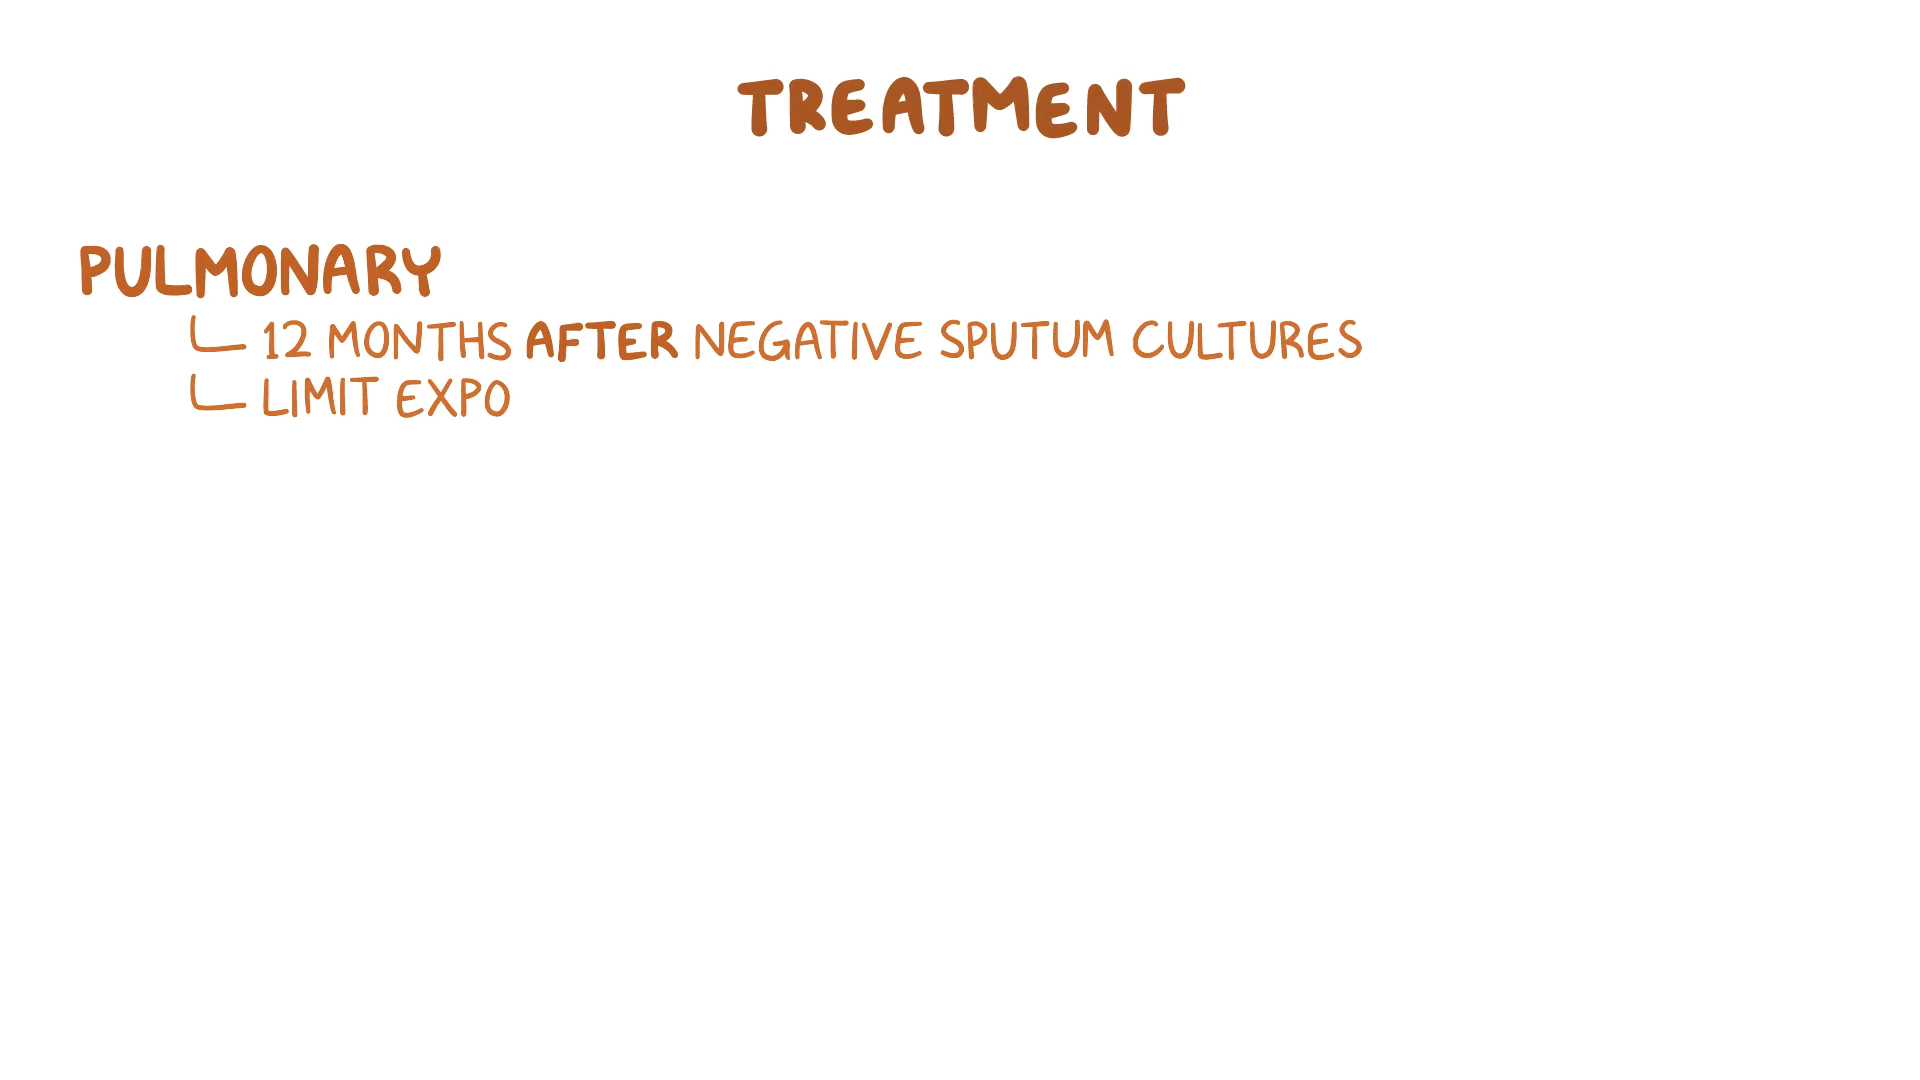 TREATMENT
PULMONARY
12 MONTHS AFTER NEGATIVE SPUTUM CULTURES
LIMIT EXPO